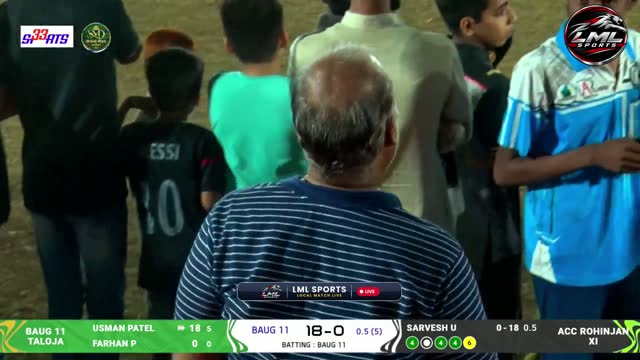 33
SPORTS
LML
SPORTS
ESSI
10
LML SPORTS
LOCAL MATCH LIVE
LIVE
BAUG 11
TALOJA
USMAN PATEL 18 5
FARHAN P 0 0
BAUG 11 18-0 0.5 (5)
BATTING : BAUG 11
SARVESH U 0 - 18 0.5
4 4 4 6
ACC ROHINJAN
XI